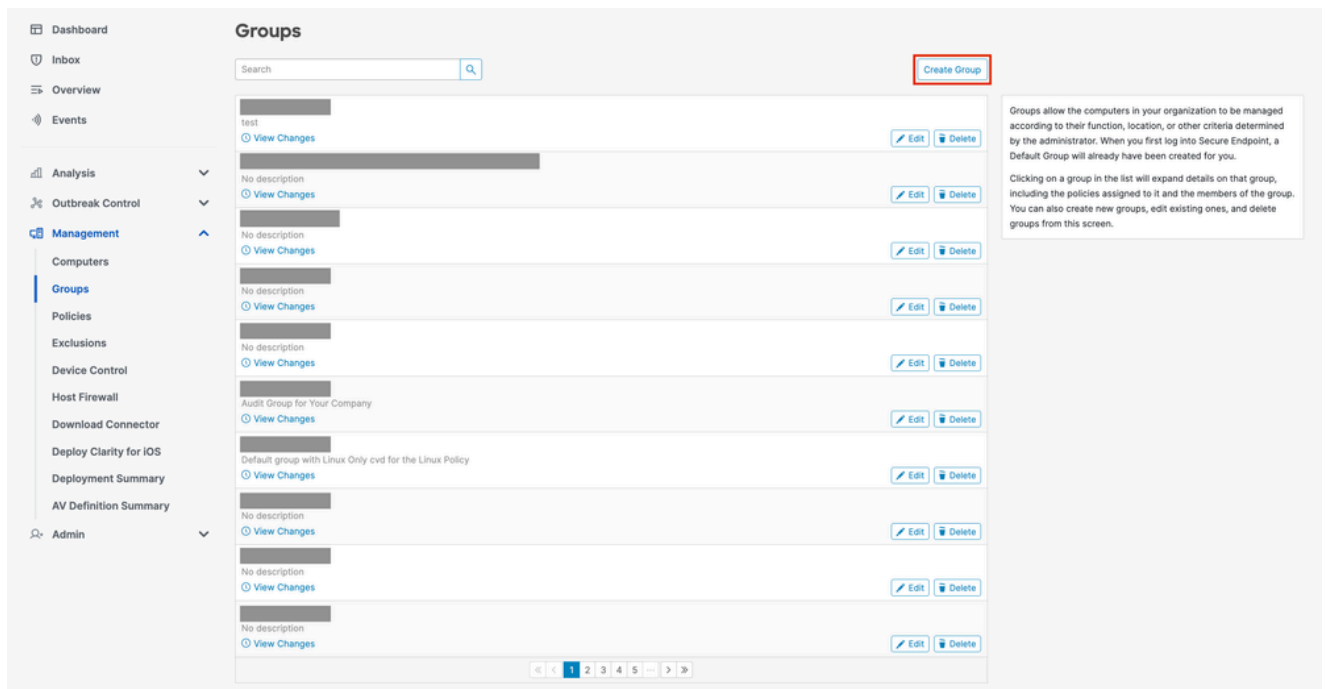 Dashboard
Inbox
Overview
Events
Analysis
Outbreak Control
Management
Computers
Groups
Policies
Exclusions
Device Control
Host Firewall
Download Connector
Deploy Clarity for iOS
Deployment Summary
AV Definition Summary
Admin
Groups
Search
Create Group
test
View Changes
Edit
Delete
No description
View Changes
Edit
Delete
No description
View Changes
Edit
Delete
No description
View Changes
Edit
Delete
No description
View Changes
Edit
Delete
Audit Group for Your Company
View Changes
Edit
Delete
Default group with Linux Only cvd for the Linux Policy
View Changes
Edit
Delete
No description
View Changes
Edit
Delete
No description
View Changes
Edit
Delete
No description
View Changes
Edit
Delete
« < 1 2 3 4 5 ... > »
Groups allow the computers in your organization to be managed
according to their function, location, or other criteria determined
by the administrator. When you first log into Secure Endpoint, a
Default Group will already have been created for you.
Clicking on a group in the list will expand details on that group,
including the policies assigned to it and the members of the group.
You can also create new groups, edit existing ones, and delete
groups from this screen.